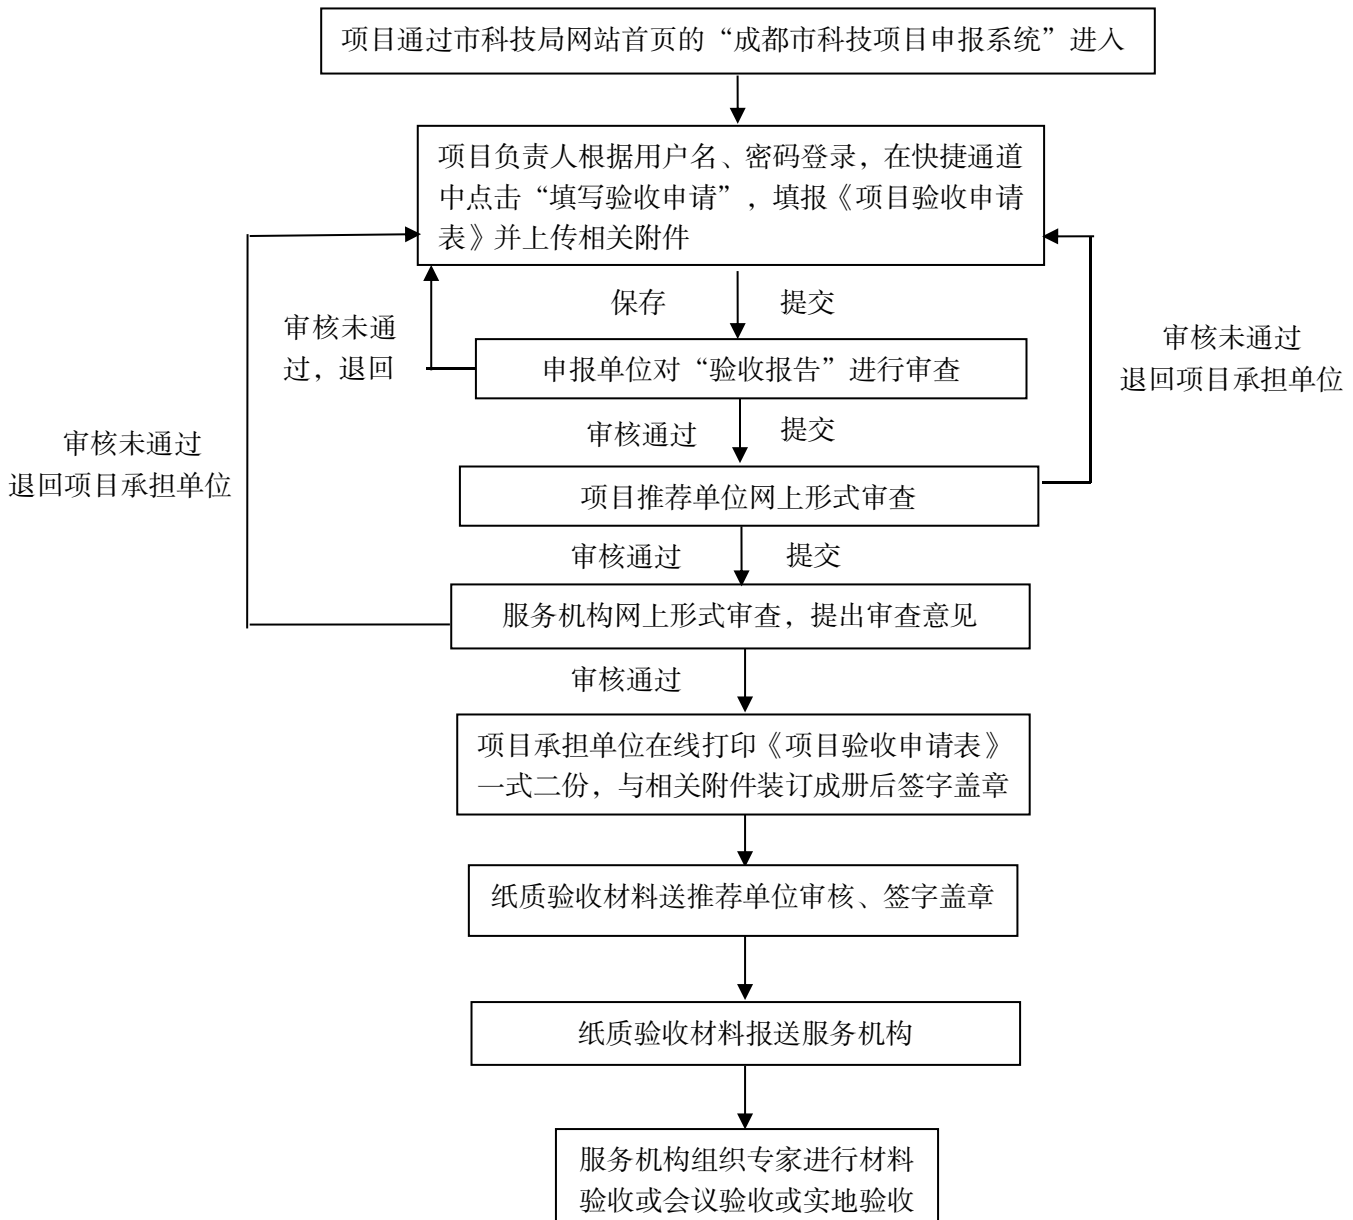 项目通过市科技局网站首页的“成都市科技项目申报系统”进入
项目负责人根据用户名、密码登录，在快捷通道
中点击“填写验收申请”，填报《项目验收申请
表》并上传相关附件
保存
提交
审核未通
过，退回
申报单位对“验收报告”进行审查
审核未通过
退回项目承担单位
审核通过
提交
审核未通过
退回项目承担单位
项目推荐单位网上形式审查
审核通过
提交
服务机构网上形式审查，提出审查意见
审核通过
项目承担单位在线打印《项目验收申请表》
一式二份，与相关附件装订成册后签字盖章
纸质验收材料送推荐单位审核、签字盖章
纸质验收材料报送服务机构
服务机构组织专家进行材料
验收或会议验收或实地验收